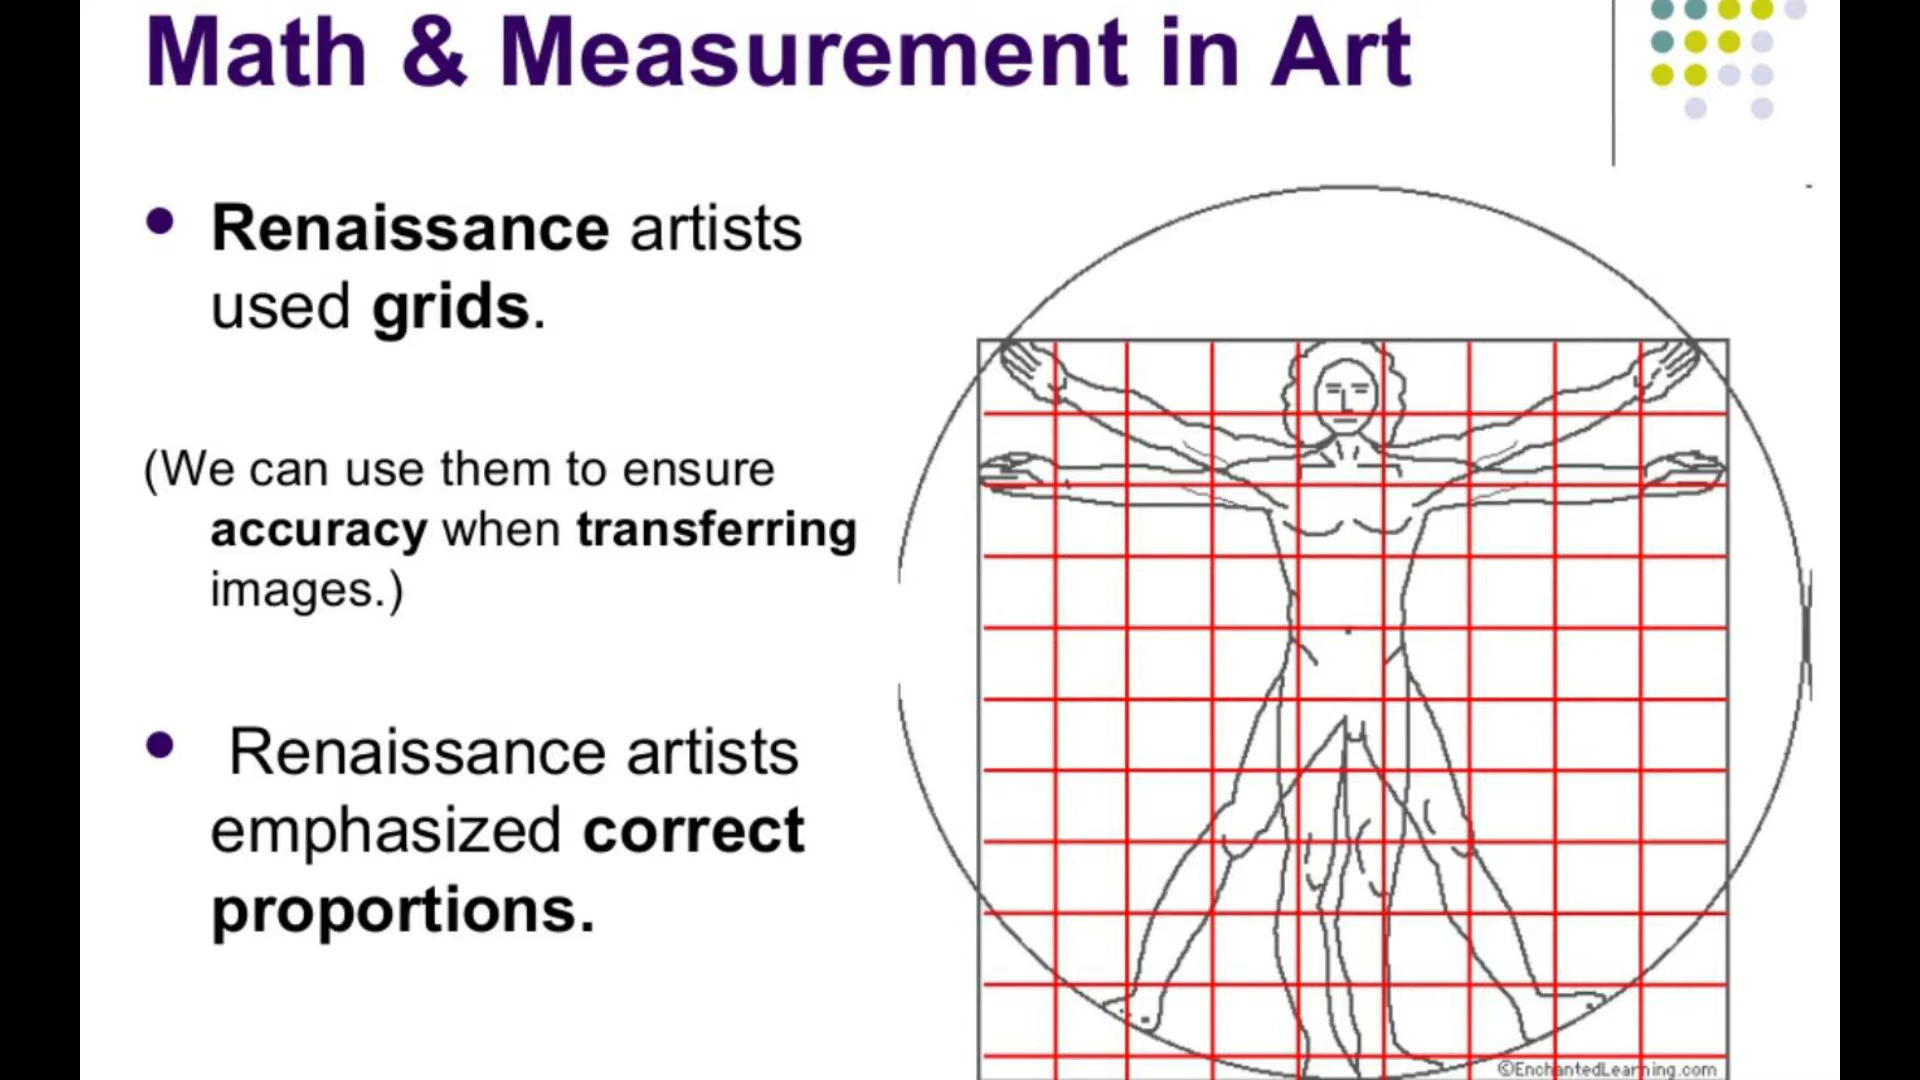 Math & Measurement in Art
Renaissance artists
used grids.
(We can use them to ensure
accuracy when transferring
images.)
Renaissance artists
emphasized correct
proportions.
©EnchantedLearning.com